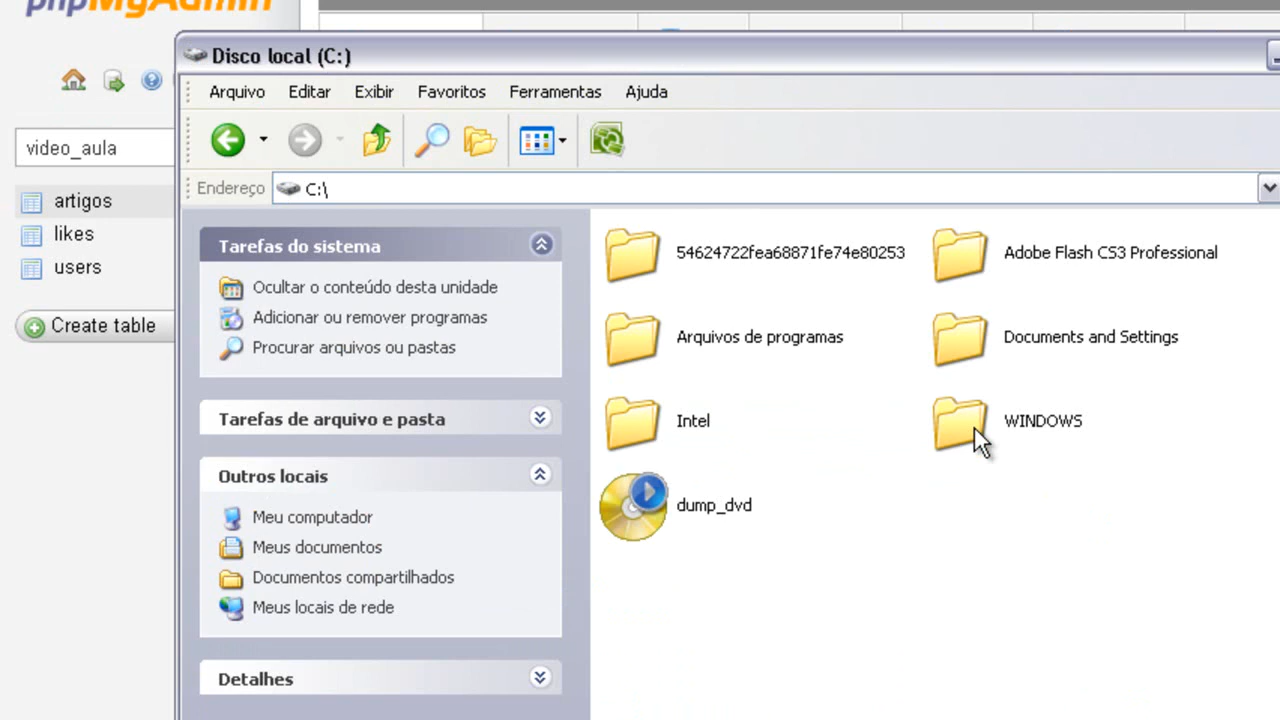 phpMyAdmin
video_aula
artigos
likes
users
Create table
Disco local (C:)
Arquivo Editar Exibir Favoritos Ferramentas Ajuda
Endereço C:\
Tarefas do sistema
Ocultar o conteúdo desta unidade
Adicionar ou remover programas
Procurar arquivos ou pastas
Tarefas de arquivo e pasta
Outros locais
Meu computador
Meus documentos
Documentos compartilhados
Meus locais de rede
Detalhes
54624722fea68871fe74e80253
Adobe Flash CS3 Professional
Arquivos de programas
Documents and Settings
Intel
WINDOWS
dump_dvd